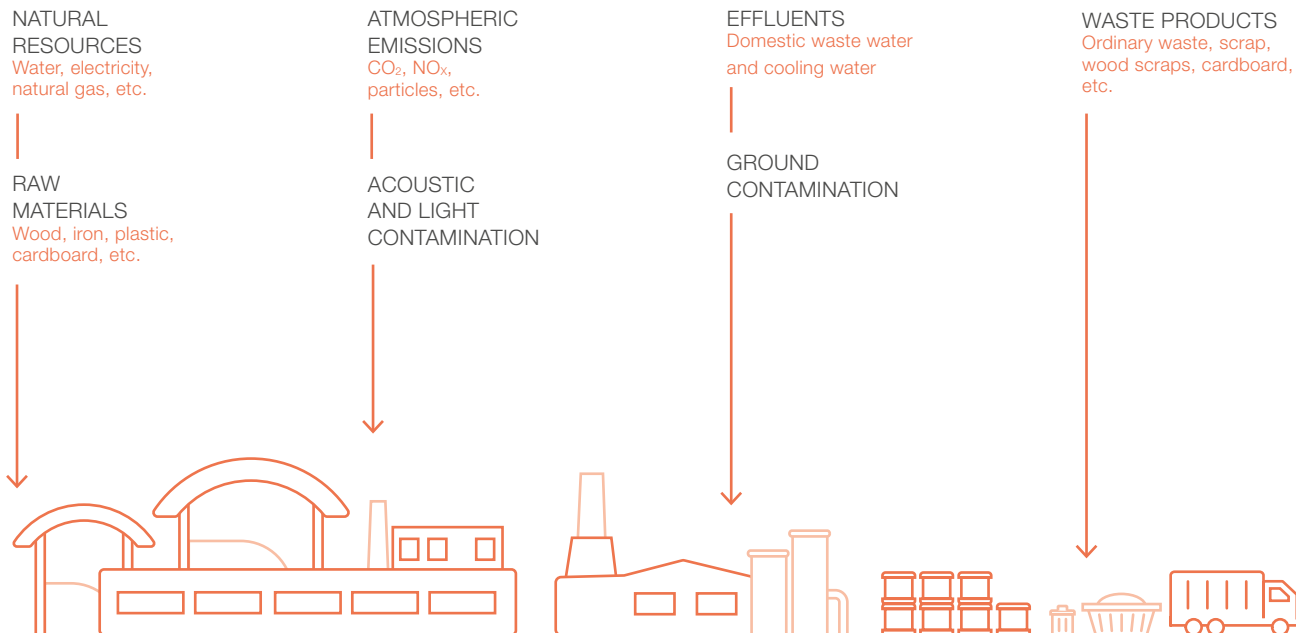 NATURAL
RESOURCES
Water, electricity,
natural gas, etc.
RAW
MATERIALS
Wood, iron, plastic,
cardboard, etc.
ATMOSPHERIC
EMISSIONS
CO₂, NOₓ,
particles, etc.
ACOUSTIC
AND LIGHT
CONTAMINATION
EFFLUENTS
Domestic waste water
and cooling water
GROUND
CONTAMINATION
WASTE PRODUCTS
Ordinary waste, scrap,
wood scraps, cardboard,
etc.